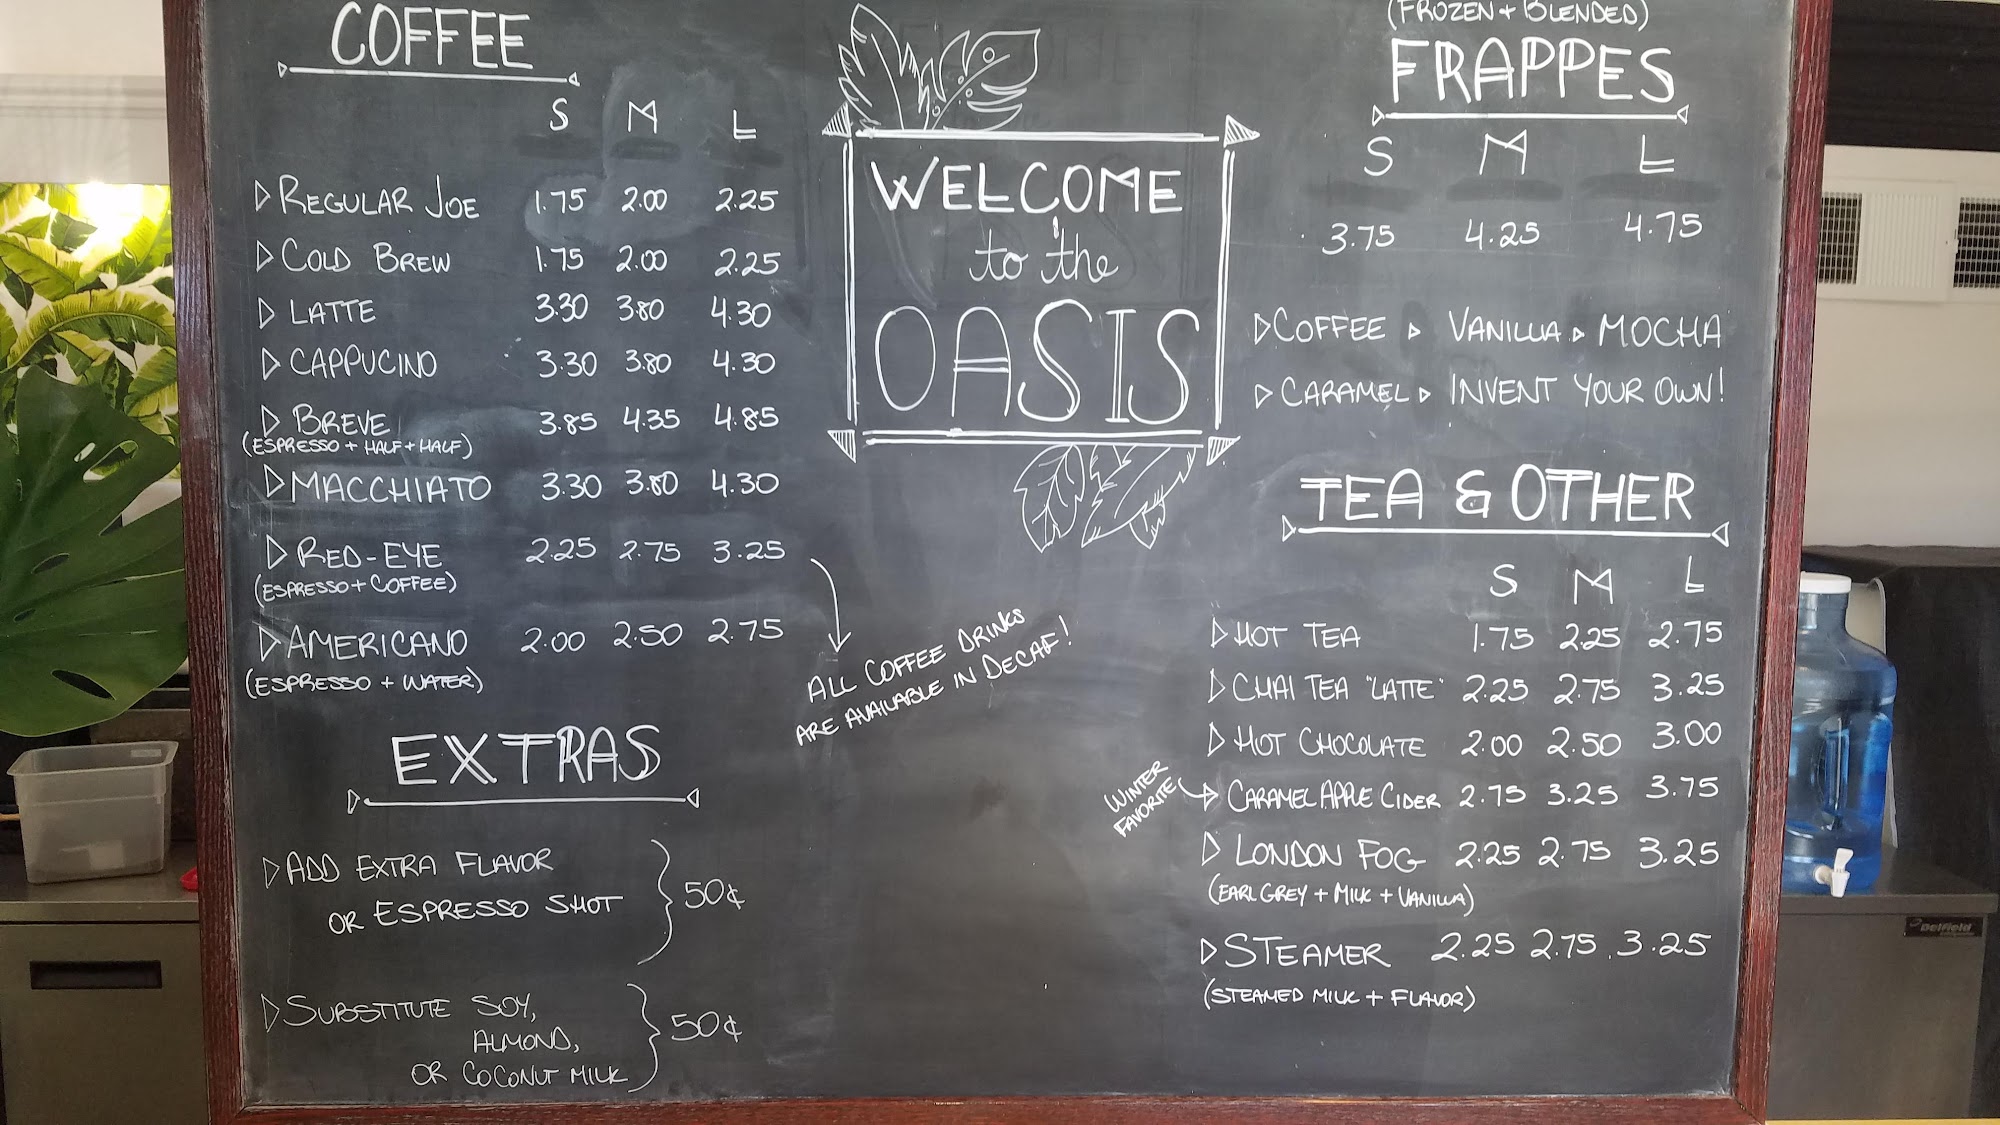 COFFEE
S M L
REGULAR JOE 1.75 2.00 2.25
COLD BREW 1.75 2.00 2.25
LATTE 3.30 3.80 4.30
CAPPUCINO 3.30 3.80 4.30
BREVE 3.85 4.35 4.85
(ESPRESSO + HALF + HALF)
MACCHIATO 3.30 3.80 4.30
RED-EYE 2.25 2.75 3.25
(ESPRESSO + COFFEE)
AMERICANO 2.00 2.50 2.75
(ESPRESSO + WATER)
ALL COFFEE DRINKS
ARE AVAILABLE IN DECAF!
EXTRAS
ADD EXTRA FLAVOR
OR ESPRESSO SHOT 50¢
SUBSTITUTE SOY,
ALMOND,
OR COCONUT MILK 50¢
WELCOME
to the
OASIS
(FROZEN + BLENDED)
FRAPPES
S M L
3.75 4.25 4.75
COFFEE VANILLA MOCHA
CARAMEL INVENT YOUR OWN!
TEA & OTHER
S M L
HOT TEA 1.75 2.25 2.75
CHAI TEA "LATTE" 2.25 2.75 3.25
HOT CHOCOLATE 2.00 2.50 3.00
WINTER
FAVORITE
CARAMEL APPLE CIDER 2.75 3.25 3.75
LONDON FOG 2.25 2.75 3.25
(EARL GREY + MILK + VANILLA)
STEAMER 2.25 2.75 3.25
(STEAMED MILK + FLAVOR)
Delfield